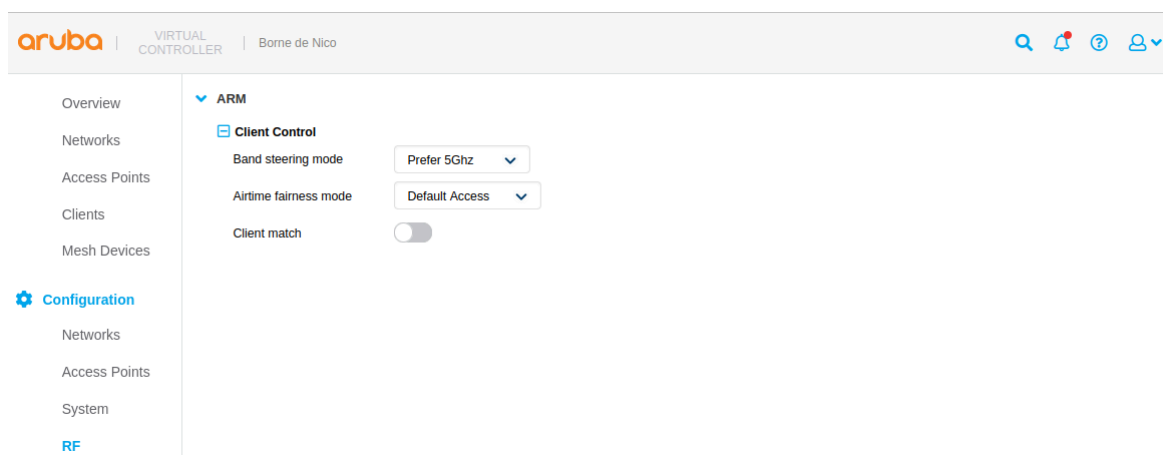 aruba
VIRTUAL
CONTROLLER
Borne de Nico
Overview
Networks
Access Points
Clients
Mesh Devices
Configuration
Networks
Access Points
System
RF
ARM
Client Control
Band steering mode Prefer 5Ghz
Airtime fairness mode Default Access
Client match